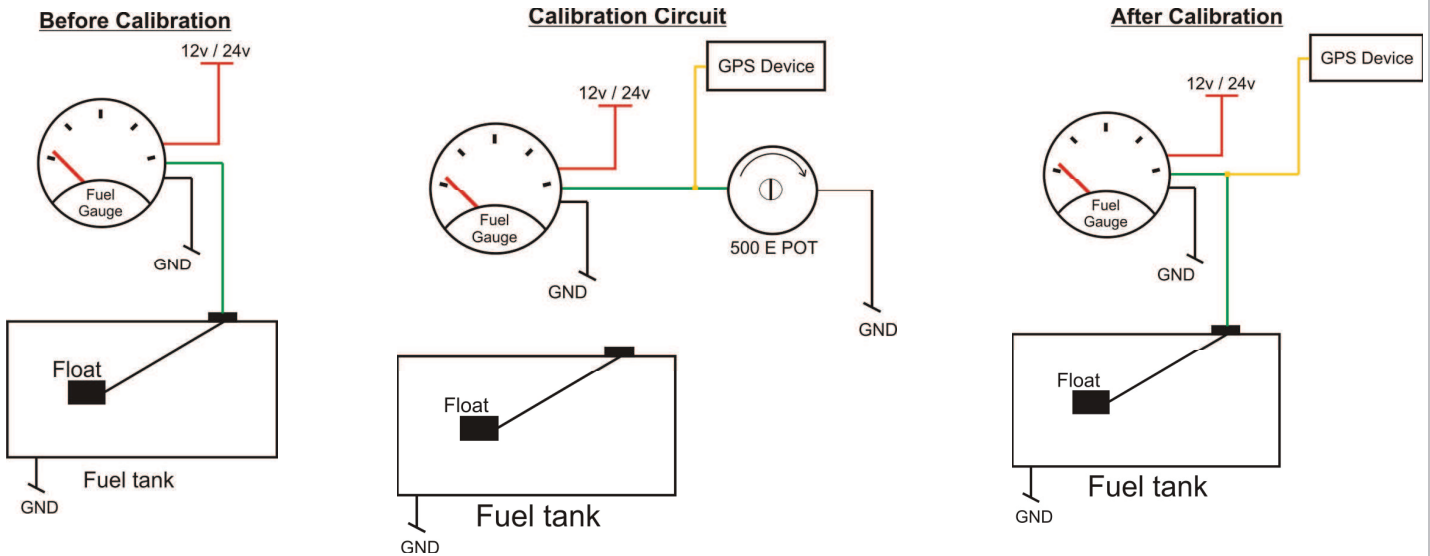 Before Calibration
12v / 24v
Fuel
Gauge
GND
Float
Fuel tank
GND
Calibration Circuit
GPS Device
12v / 24v
Fuel
Gauge
500 E POT
GND
GND
Float
Fuel tank
GND
After Calibration
GPS Device
12v / 24v
Fuel
Gauge
GND
Float
Fuel tank
GND